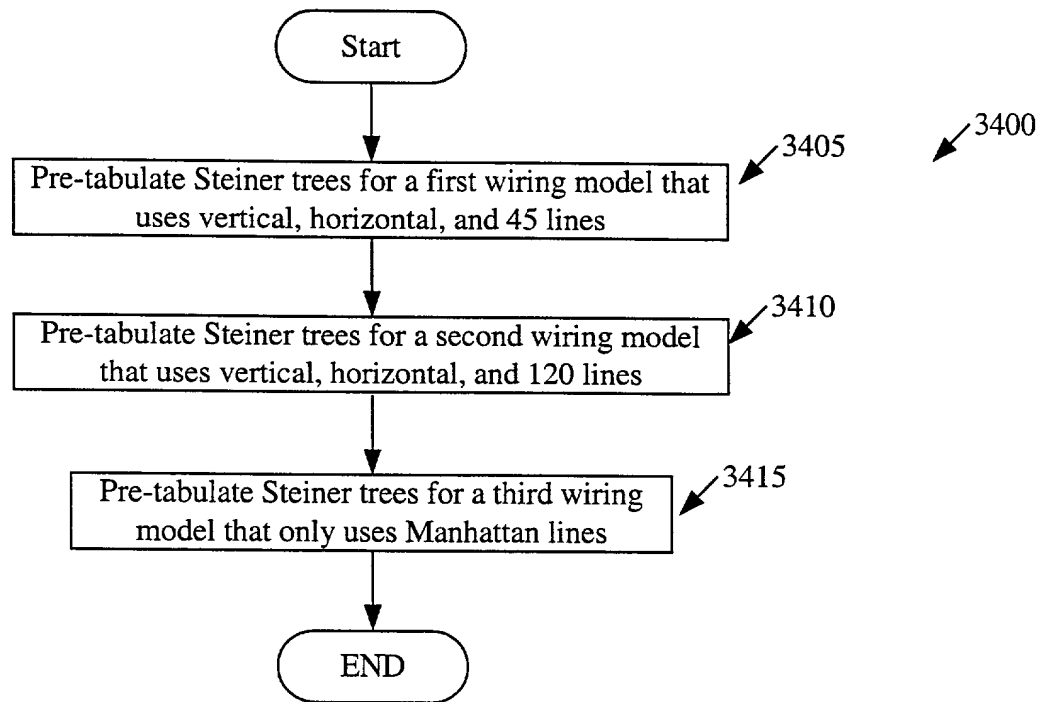 Start
3400
3405
Pre-tabulate Steiner trees for a first wiring model that
uses vertical, horizontal, and 45 lines
3410
Pre-tabulate Steiner trees for a second wiring model
that uses vertical, horizontal, and 120 lines
3415
Pre-tabulate Steiner trees for a third wiring
model that only uses Manhattan lines
END